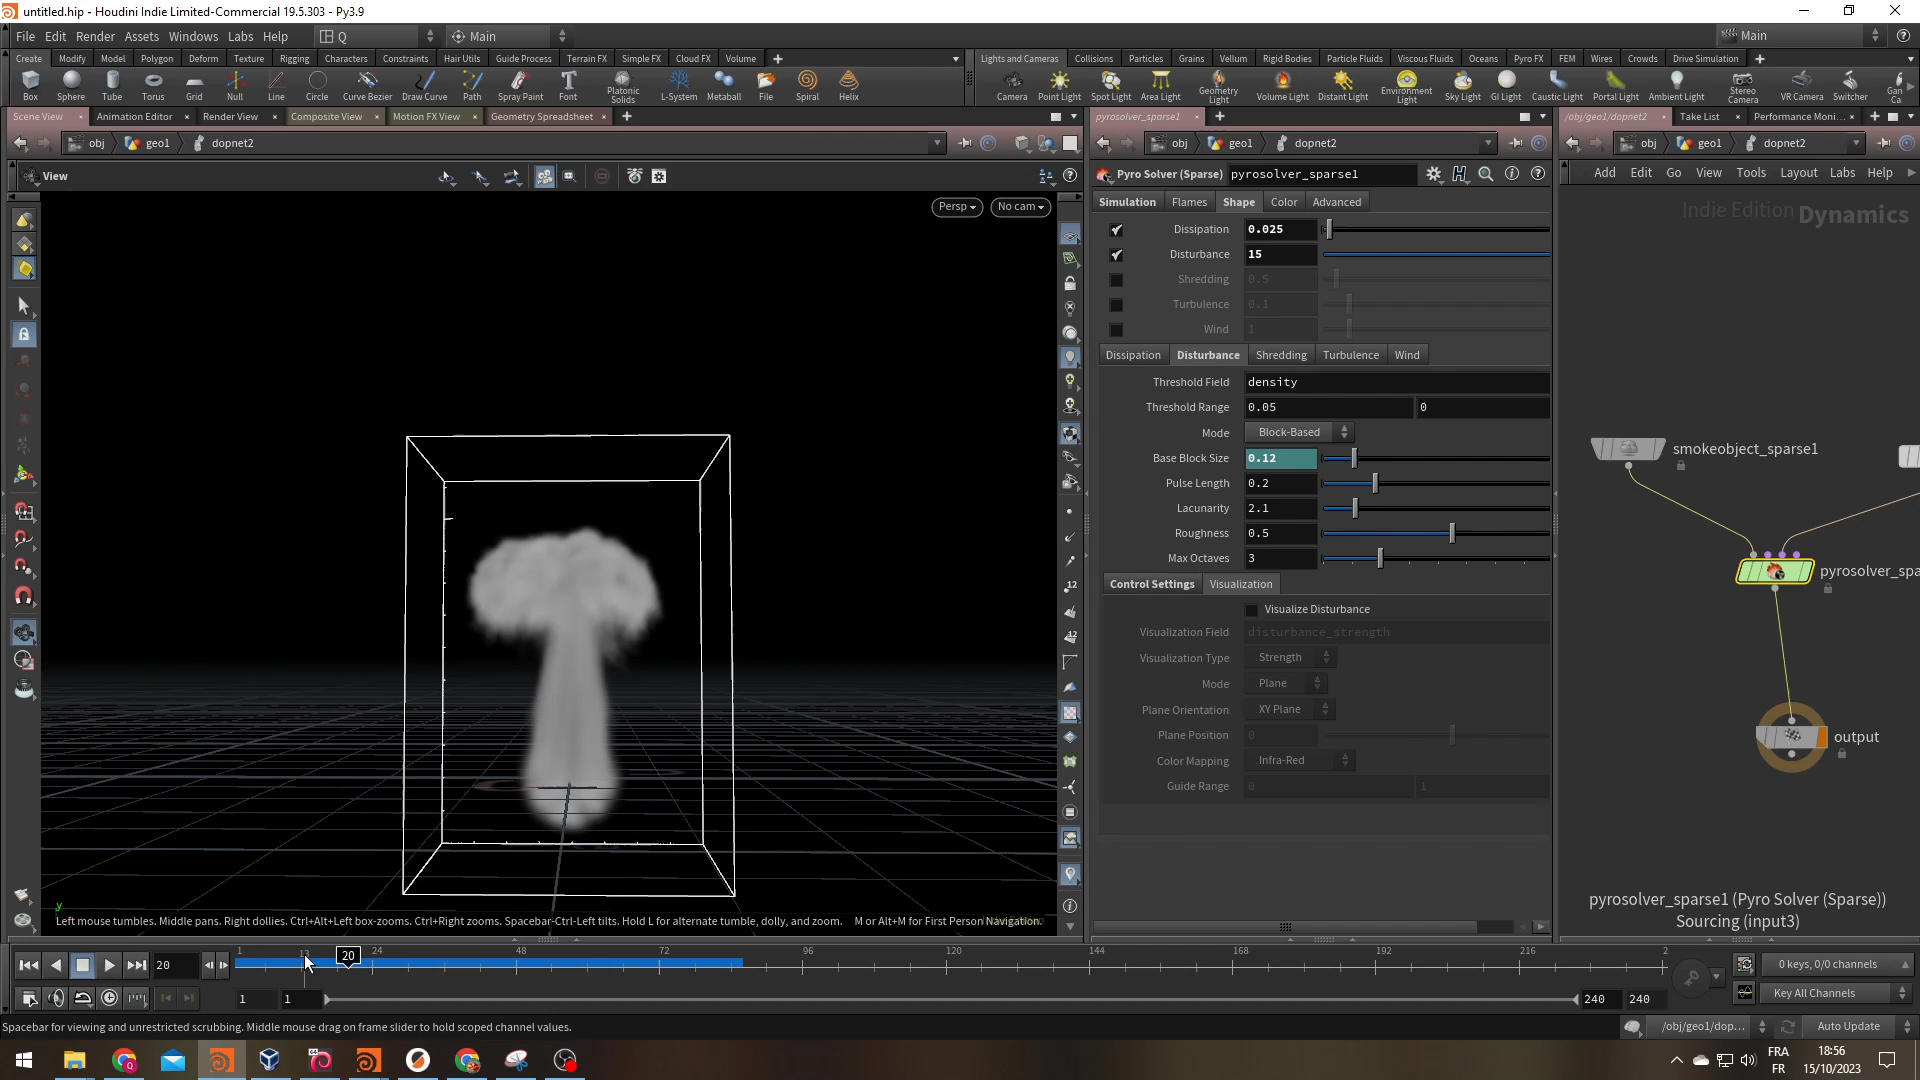 untitled.hip - Houdini Indie Limited-Commercial 19.5.303 - Py3.9
File Edit Render Assets Windows Labs Help Q Main Main
Create Modify Model Polygon Deform Texture Rigging Characters Constraints Hair Utils Guide Process Terrain FX Simple FX Cloud FX Volume
Lights and Cameras Collisions Particles Grains Vellum Rigid Bodies Particle Fluids Viscous Fluids Oceans Pyro FX FEM Wires Crowds Drive Simulation
Box Sphere Tube Torus Grid Null Line Circle Curve Bezier Draw Curve Path Spray Paint Font Platonic Solids L-System Metaball File Spiral Helix
Camera Point Light Spot Light Area Light Geometry Light Volume Light Distant Light Environment Light Sky Light GI Light Caustic Light Portal Light Ambient Light Stereo Camera VR Camera Switcher Gan Ca
Scene View Animation Editor Render View Composite View Motion FX View Geometry Spreadsheet
pyrosolver_sparse1
/obj/geo1/dopnet2 Take List Performance Moni...
obj geo1 dopnet2
obj geo1 dopnet2
obj geo1 dopnet2
View
Persp No cam
Pyro Solver (Sparse) pyrosolver_sparse1
Simulation Flames Shape Color Advanced
Dissipation 0.025
Disturbance 15
Shredding 0.5
Turbulence 0.1
Wind 1
Dissipation Disturbance Shredding Turbulence Wind
Threshold Field density
Threshold Range 0.05 0
Mode Block-Based
Base Block Size 0.12
Pulse Length 0.2
Lacunarity 2.1
Roughness 0.5
Max Octaves 3
Control Settings Visualization
Visualize Disturbance
Visualization Field disturbance_strength
Visualization Type Strength
Mode Plane
Plane Orientation XY Plane
Plane Position 0
Color Mapping Infra-Red
Guide Range 0 1
Add Edit Go View Tools Layout Labs Help
Indie Edition Dynamics
smokeobject_sparse1
pyrosolver_spa
output
pyrosolver_sparse1 (Pyro Solver (Sparse))
Sourcing (input3)
y
Left mouse tumbles. Middle pans. Right dollies. Ctrl+Alt+Left box-zooms. Ctrl+Right zooms. Spacebar-Ctrl-Left tilts. Hold L for alternate tumble, dolly, and zoom. M or Alt+M for First Person Navigation.
20 1 13 20 24 48 72 96 120 144 168 192 216 2
0 keys, 0/0 channels
1 1 240 240
Key All Channels
Spacebar for viewing and unrestricted scrubbing. Middle mouse drag on frame slider to hold scoped channel values.
/obj/geo1/dop... Auto Update
FRA 18:56
FR 15/10/2023